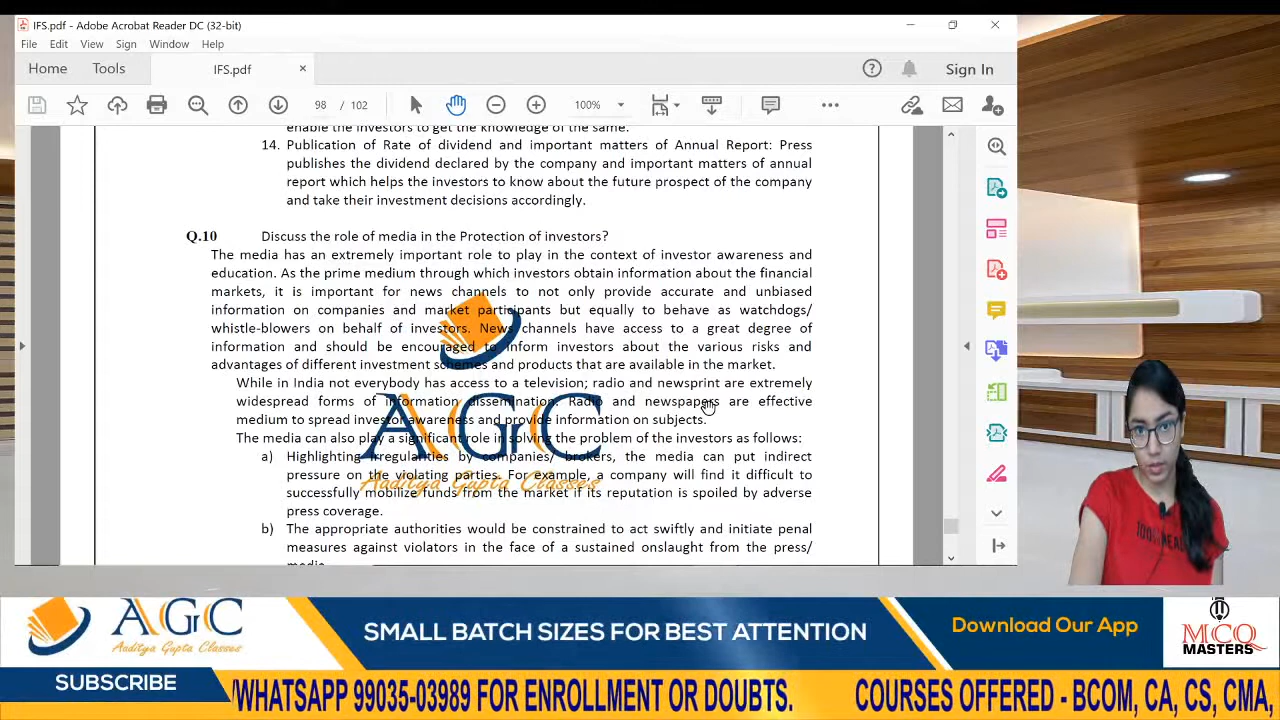 IFS.pdf - Adobe Acrobat Reader DC (32-bit)
File Edit View Sign Window Help
Home Tools IFS.pdf × Sign In
98 / 102 100%
enable the investors to get the knowledge of the same.
14. Publication of Rate of dividend and important matters of Annual Report: Press
publishes the dividend declared by the company and important matters of annual
report which helps the investors to know about the future prospect of the company
and take their investment decisions accordingly.
Q.10 Discuss the role of media in the Protection of investors?
The media has an extremely important role to play in the context of investor awareness and
education. As the prime medium through which investors obtain information about the financial
markets, it is important for news channels to not only provide accurate and unbiased
information on companies and market participants but equally to behave as watchdogs/
whistle-blowers on behalf of investors. News channels have access to a great degree of
information and should be encouraged to inform investors about the various risks and
advantages of different investment schemes and products that are available in the market.
While in India not everybody has access to a television; radio and newsprint are extremely
widespread forms of information dissemination. Radio and newspapers are effective
medium to spread investor awareness and provide information on subjects.
The media can also play a significant role in solving the problem of the investors as follows:
a) Highlighting irregularities by companies/ brokers, the media can put indirect
pressure on the violating parties. For example, a company will find it difficult to
successfully mobilize funds from the market if its reputation is spoiled by adverse
press coverage.
b) The appropriate authorities would be constrained to act swiftly and initiate penal
measures against violators in the face of a sustained onslaught from the press/
media.
AGC
Aaditya Gupta Classes
AGC
Aaditya Gupta Classes
SMALL BATCH SIZES FOR BEST ATTENTION
Download Our App
MCQ
MASTERS
SUBSCRIBE
/WHATSAPP 99035-03989 FOR ENROLLMENT OR DOUBTS. COURSES OFFERED - BCOM, CA, CS, CMA,